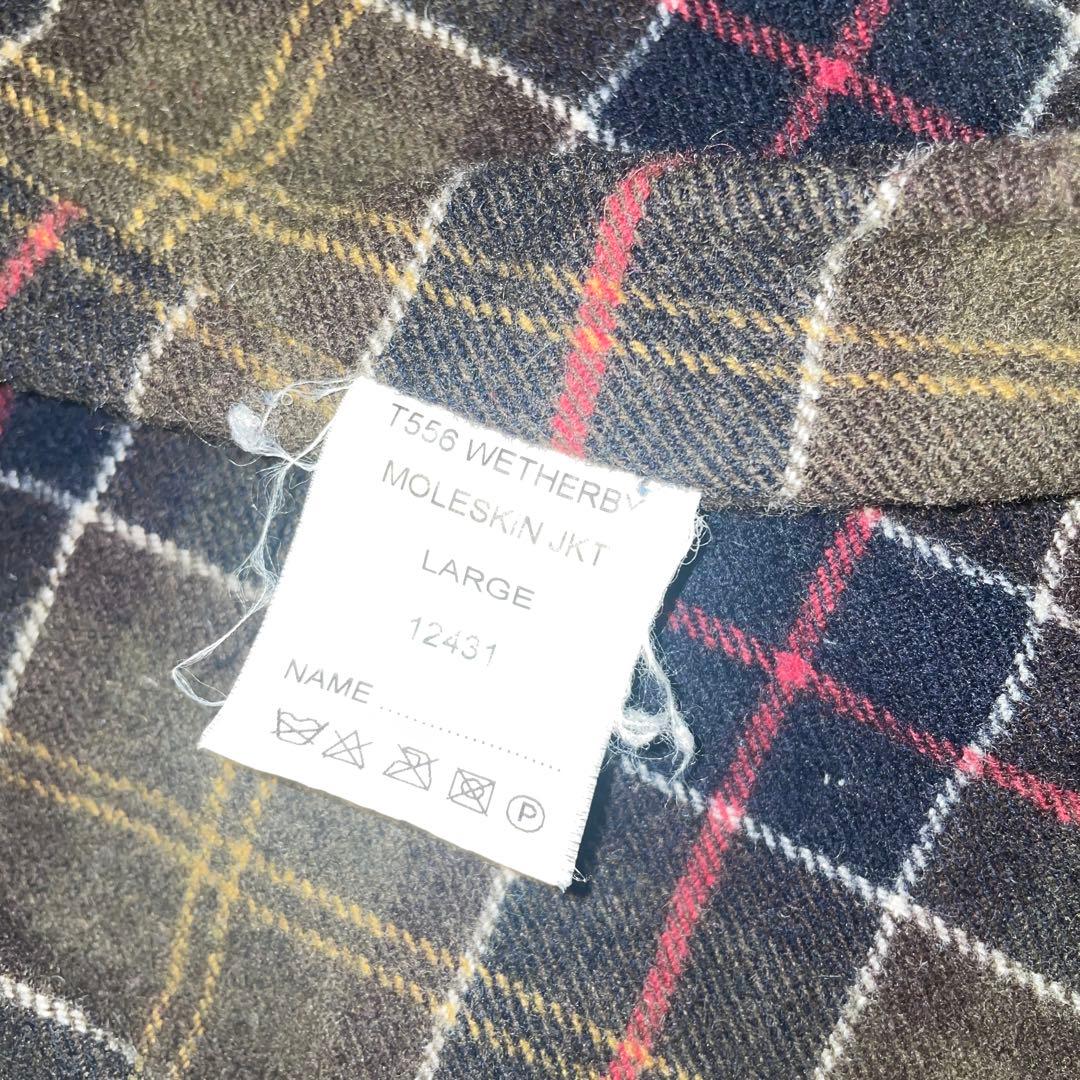 T556 WETHERBY
MOLESKIN JKT
LARGE
12431
NAME ..............................
P